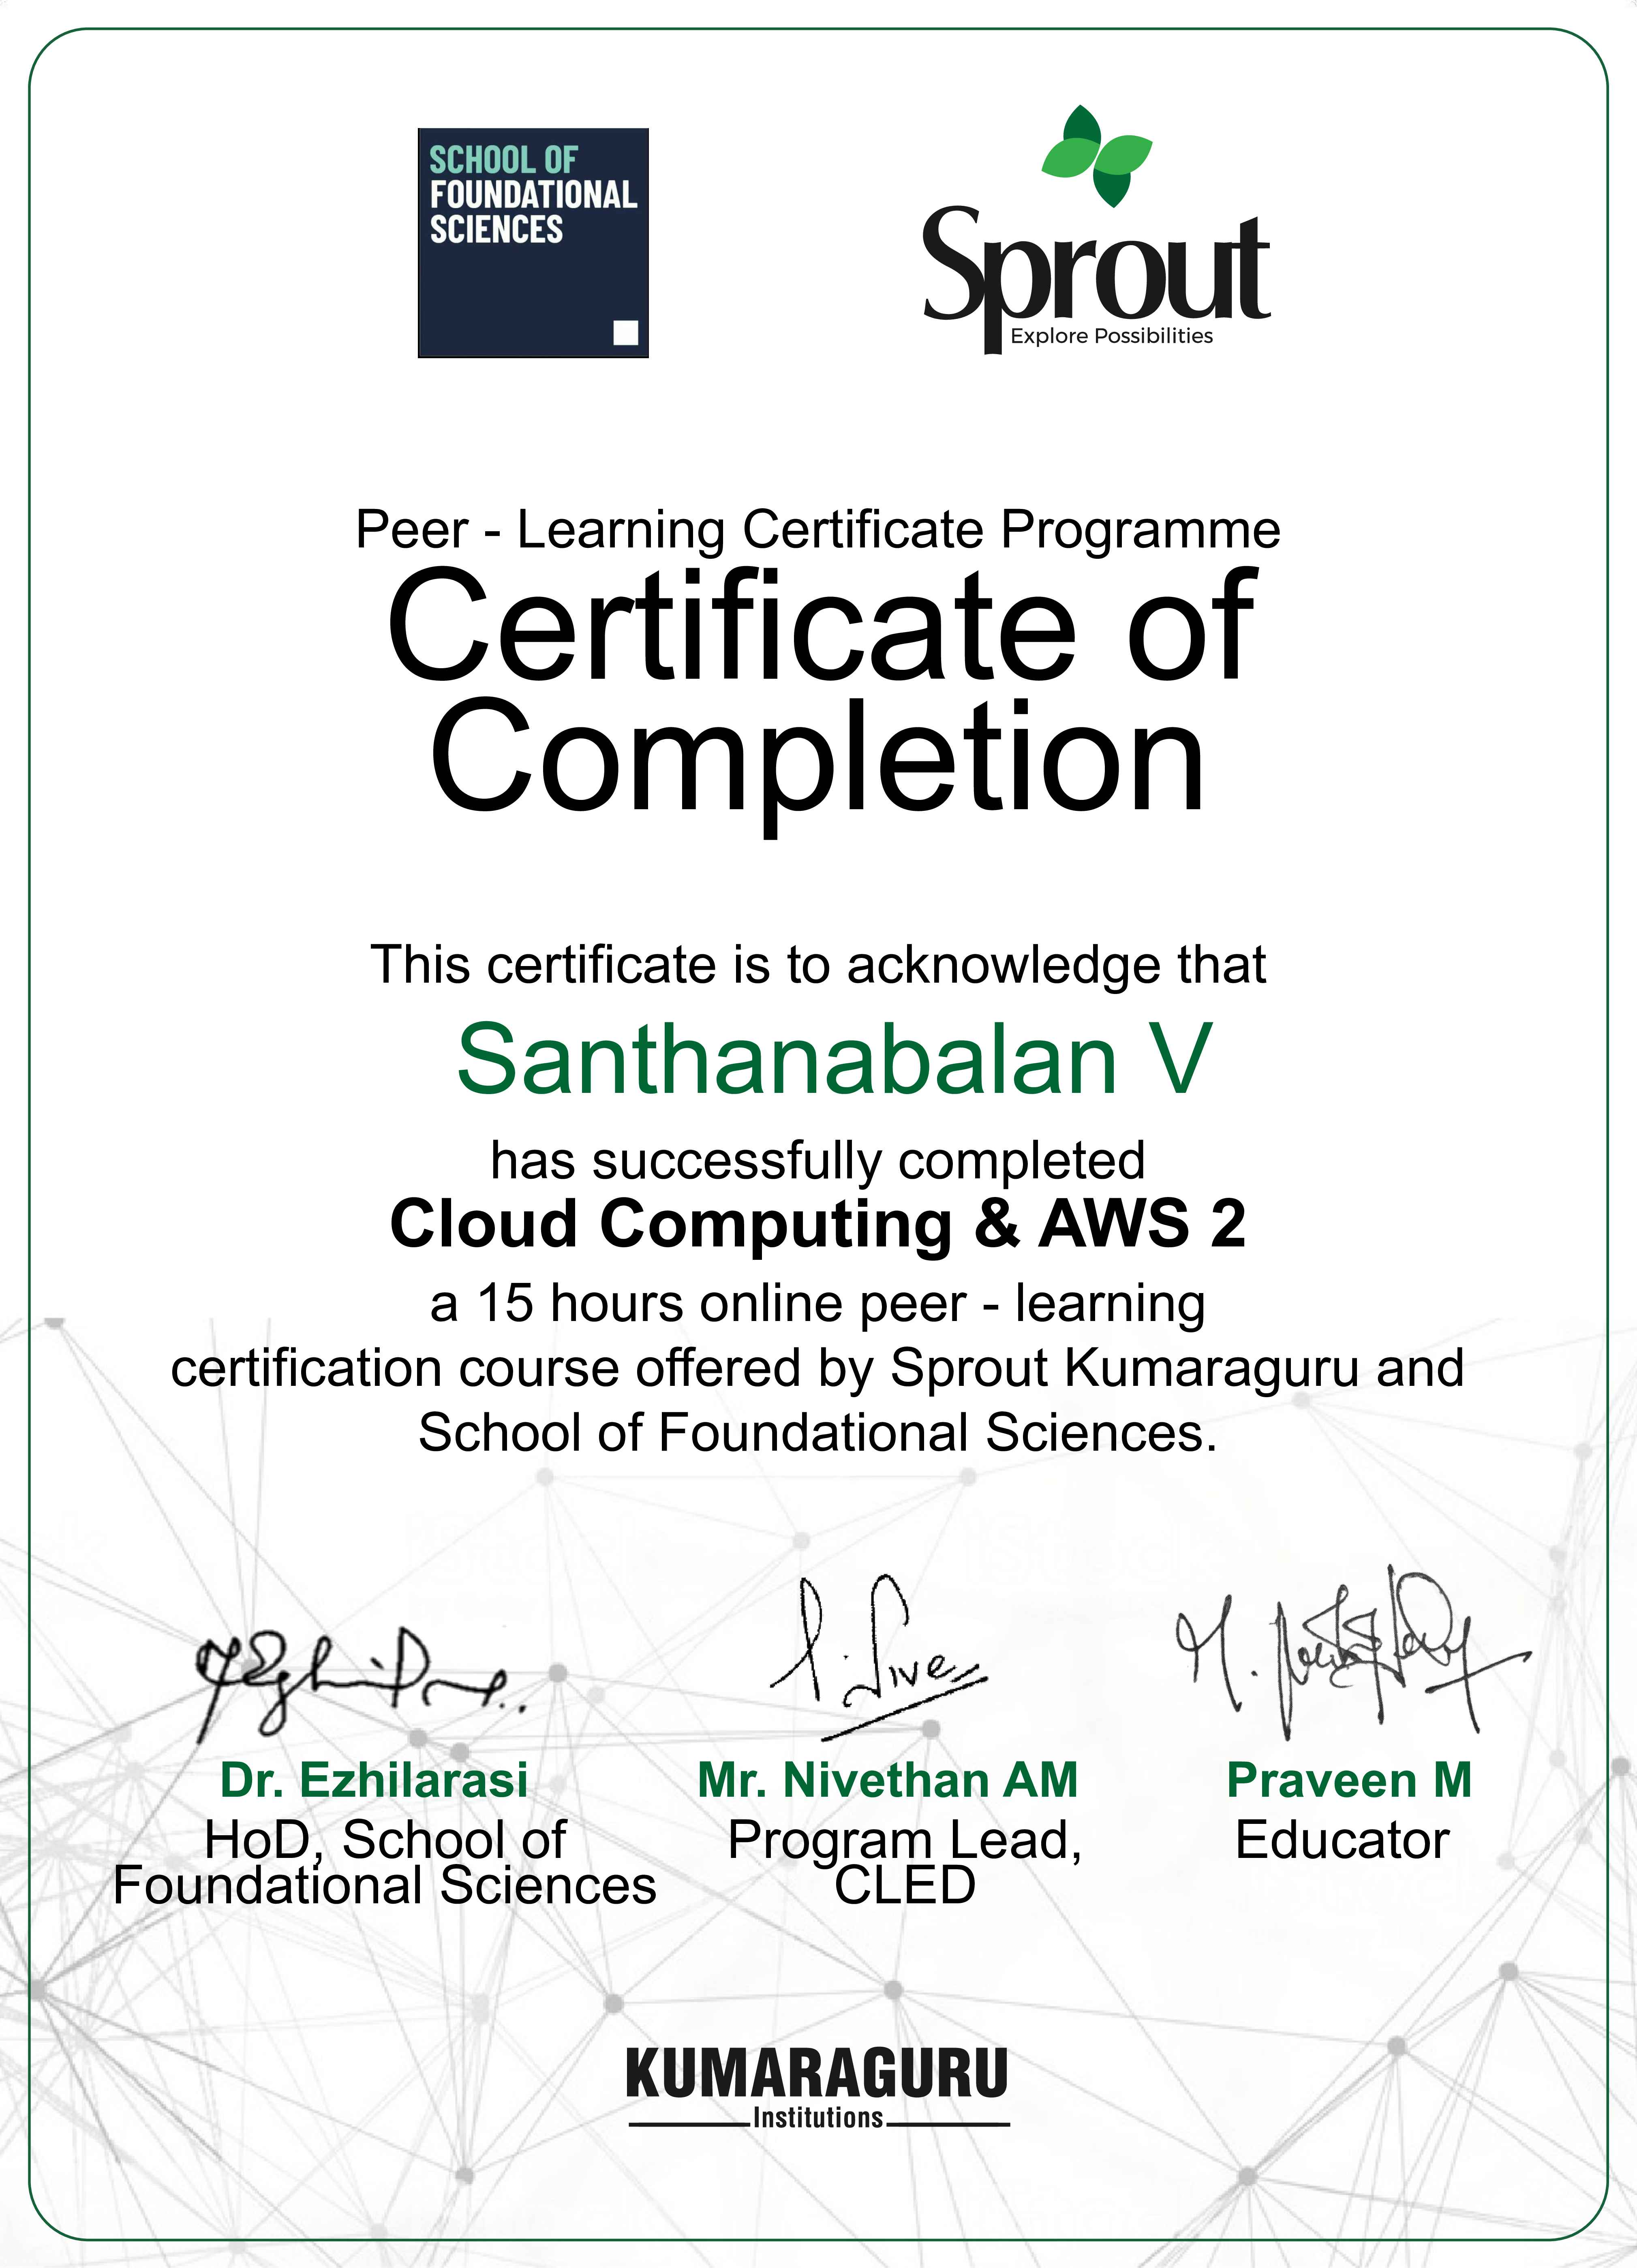 SCHOOL OF
FOUNDATIONAL
SCIENCES
Sprout
Explore Possibilities
Peer - Learning Certificate Programme
Certificate of
Completion
This certificate is to acknowledge that
Santhanabalan V
has successfully completed
Cloud Computing & AWS 2
a 15 hours online peer - learning
certification course offered by Sprout Kumaraguru and
School of Foundational Sciences.
Dr. Ezhilarasi
HoD, School of
Foundational Sciences
Mr. Nivethan AM
Program Lead,
CLED
Praveen M
Educator
KUMARAGURU
Institutions